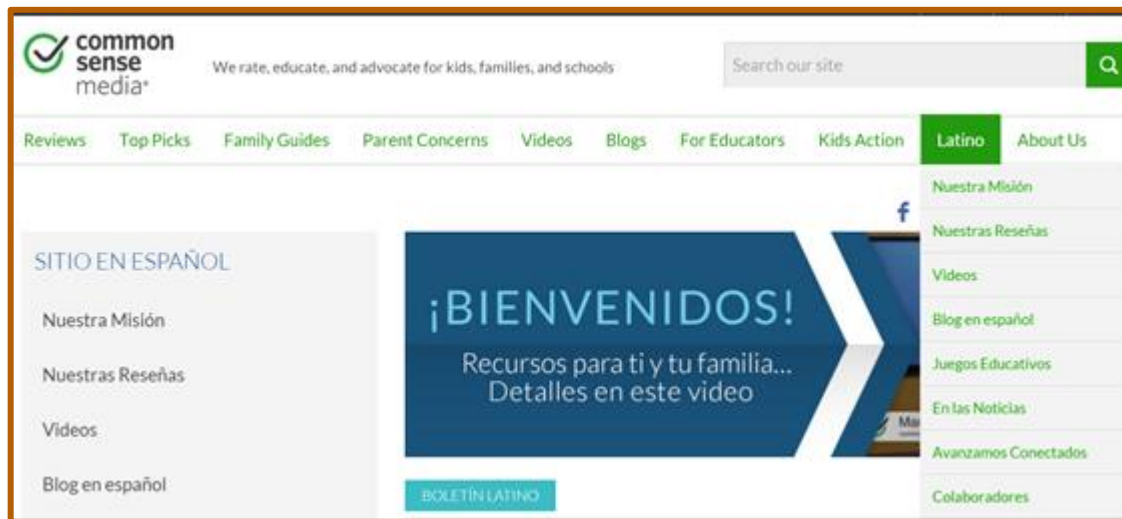 common
sense
media
We rate, educate, and advocate for kids, families, and schools
Search our site
Reviews Top Picks Family Guides Parent Concerns Videos Blogs For Educators Kids Action Latino About Us
Nuestra Misión
Nuestras Reseñas
Videos
Blog en español
Juegos Educativos
En las Noticias
Avanzamos Conectados
Colaboradores
f
SITIO EN ESPAÑOL
Nuestra Misión
Nuestras Reseñas
Videos
Blog en español
¡BIENVENIDOS!
Recursos para ti y tu familia...
Detalles en este video
BOLETÍN LATINO